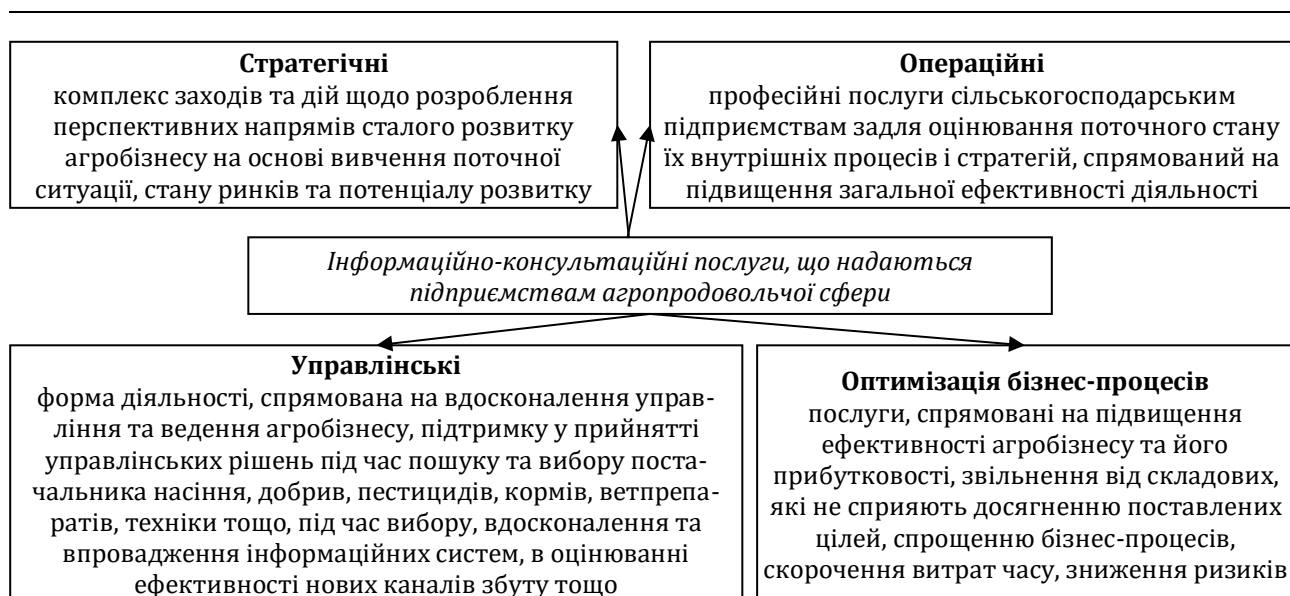 Стратегічні
комплекс заходів та дій щодо розроблення
перспективних напрямів сталого розвитку
агробізнесу на основі вивчення поточної
ситуації, стану ринків та потенціалу розвитку
Операційні
професійні послуги сільськогосподарським
підприємствам задля оцінювання поточного стану
їх внутрішніх процесів і стратегій, спрямований на
підвищення загальної ефективності діяльності
Інформаційно-консультаційні послуги, що надаються
підприємствам агропродовольчої сфери
Управлінські
форма діяльності, спрямована на вдосконалення управ-
ління та ведення агробізнесу, підтримку у прийнятті
управлінських рішень під час пошуку та вибору поста-
чальника насіння, добрив, пестицидів, кормів, ветпрепа-
ратів, техніки тощо, під час вибору, вдосконалення та
впровадження інформаційних систем, в оцінюванні
ефективності нових каналів збуту тощо
Оптимізація бізнес-процесів
послуги, спрямовані на підвищення
ефективності агробізнесу та його
прибутковості, звільнення від складових,
які не сприяють досягненню поставлених
цілей, спрощенню бізнес-процесів,
скорочення витрат часу, зниження ризиків